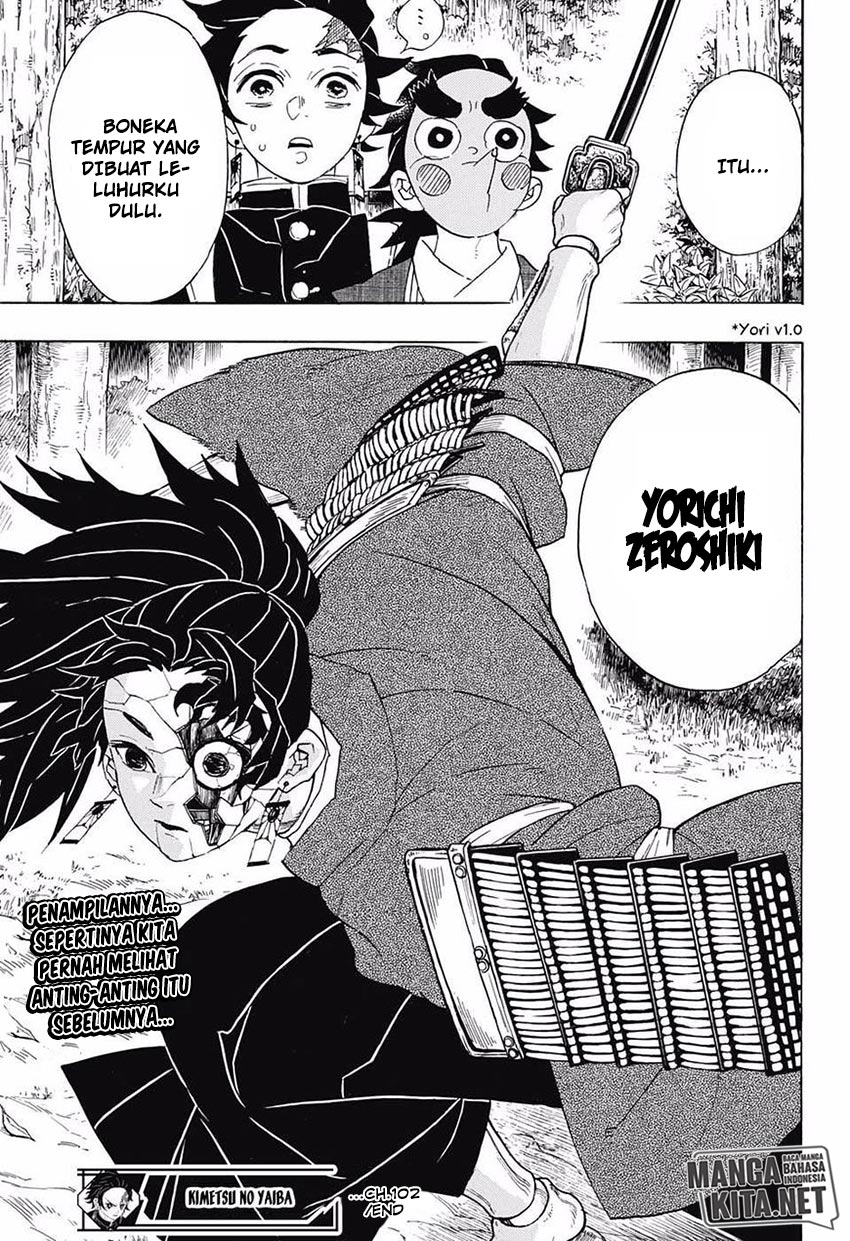 ITU...
...
BONEKA
TEMPUR YANG
DIBUAT LE-
LUHURKU
DULU.
*Yori v1.0
YORICHI
ZEROSHIKI
PENAMPILANNYA...
SEPERTINYA KITA
PERNAH MELIHAT
ANTING-ANTING ITU
SEBELUMNYA...
KIMETSU NO YAIBA
...CH.102
/END
MANGA
BACA MANGA
BAHASA
INDONESIA
KITA.NET